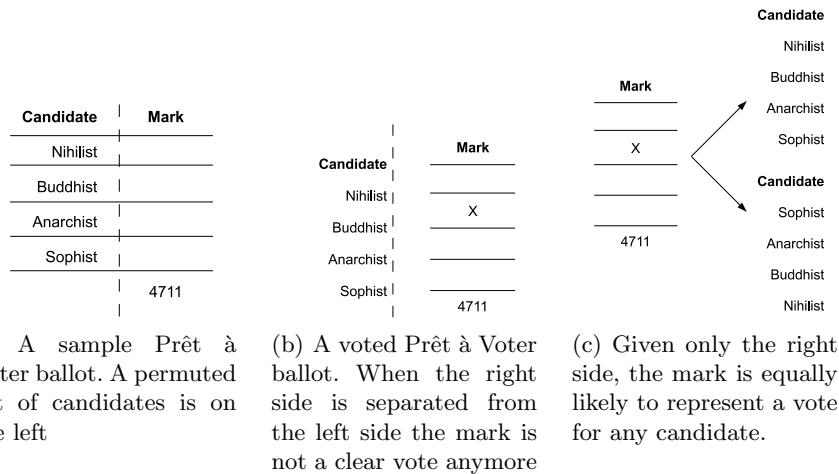 Candidate Mark
Nihilist
Buddhist
Anarchist
Sophist
4711
A sample Prêt à
ter ballot. A permuted
t of candidates is on
e left
Candidate
Nihilist
Buddhist
Anarchist
Sophist
Mark
X
4711
(b) A voted Prêt à Voter
ballot. When the right
side is separated from
the left side the mark is
not a clear vote anymore
Mark
X
4711
Candidate
Nihilist
Buddhist
Anarchist
Sophist
Candidate
Sophist
Anarchist
Buddhist
Nihilist
(c) Given only the right
side, the mark is equally
likely to represent a vote
for any candidate.